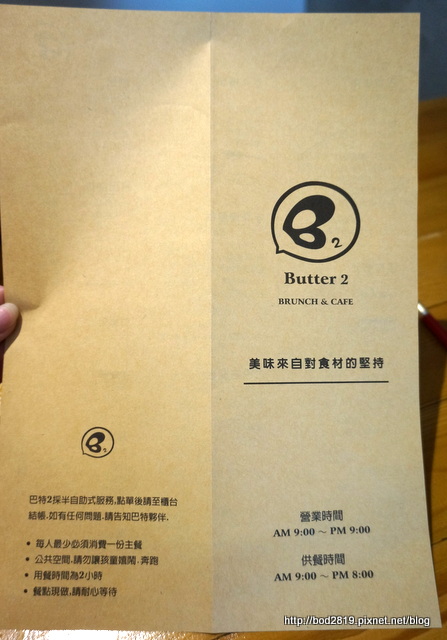 B2
Butter 2
BRUNCH & CAFE
美味來自對食材的堅持
營業時間
AM 9:00 ~ PM 9:00
供餐時間
AM 9:00 ~ PM 8:00
B2
巴特2採半自助式服務,點單後請至櫃台
結帳.如有任何問題.請告知巴特夥伴.
• 每人最少必須消費一份主餐
• 公共空間,請勿讓孩童嬉鬧.奔跑
• 用餐時間為2小時
• 餐點現做,請耐心等待
http://bod2819.pixnet.net/blog